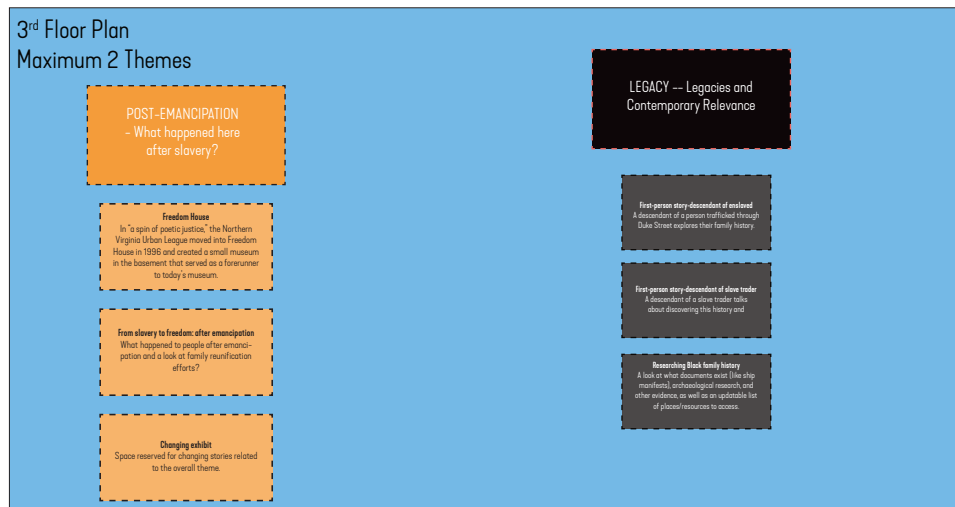 3rd Floor Plan
Maximum 2 Themes
POST-EMANCIPATION
- What happened here
after slavery?
Freedom House
In "a spin of poetic justice," the Northern
Virginia Urban League moved into Freedom
House in 1996 and created a small museum
in the basement that served as a forerunner
to today's museum.
From slavery to freedom: after emancipation
What happened to people after emanci-
pation and a look at family reunification
efforts?
Changing exhibit
Space reserved for changing stories related
to the overall theme.
LEGACY -- Legacies and
Contemporary Relevance
First-person story-descendant of enslaved
A descendant of a person trafficked through
Duke Street explores their family history.
First-person story-descendant of slave trader
A descendant of a slave trader talks
about discovering this history and
Researching Black family history
A look at what documents exist (like ship
manifests), archaeological research, and
other evidence, as well as an updatable list
of places/resources to access.